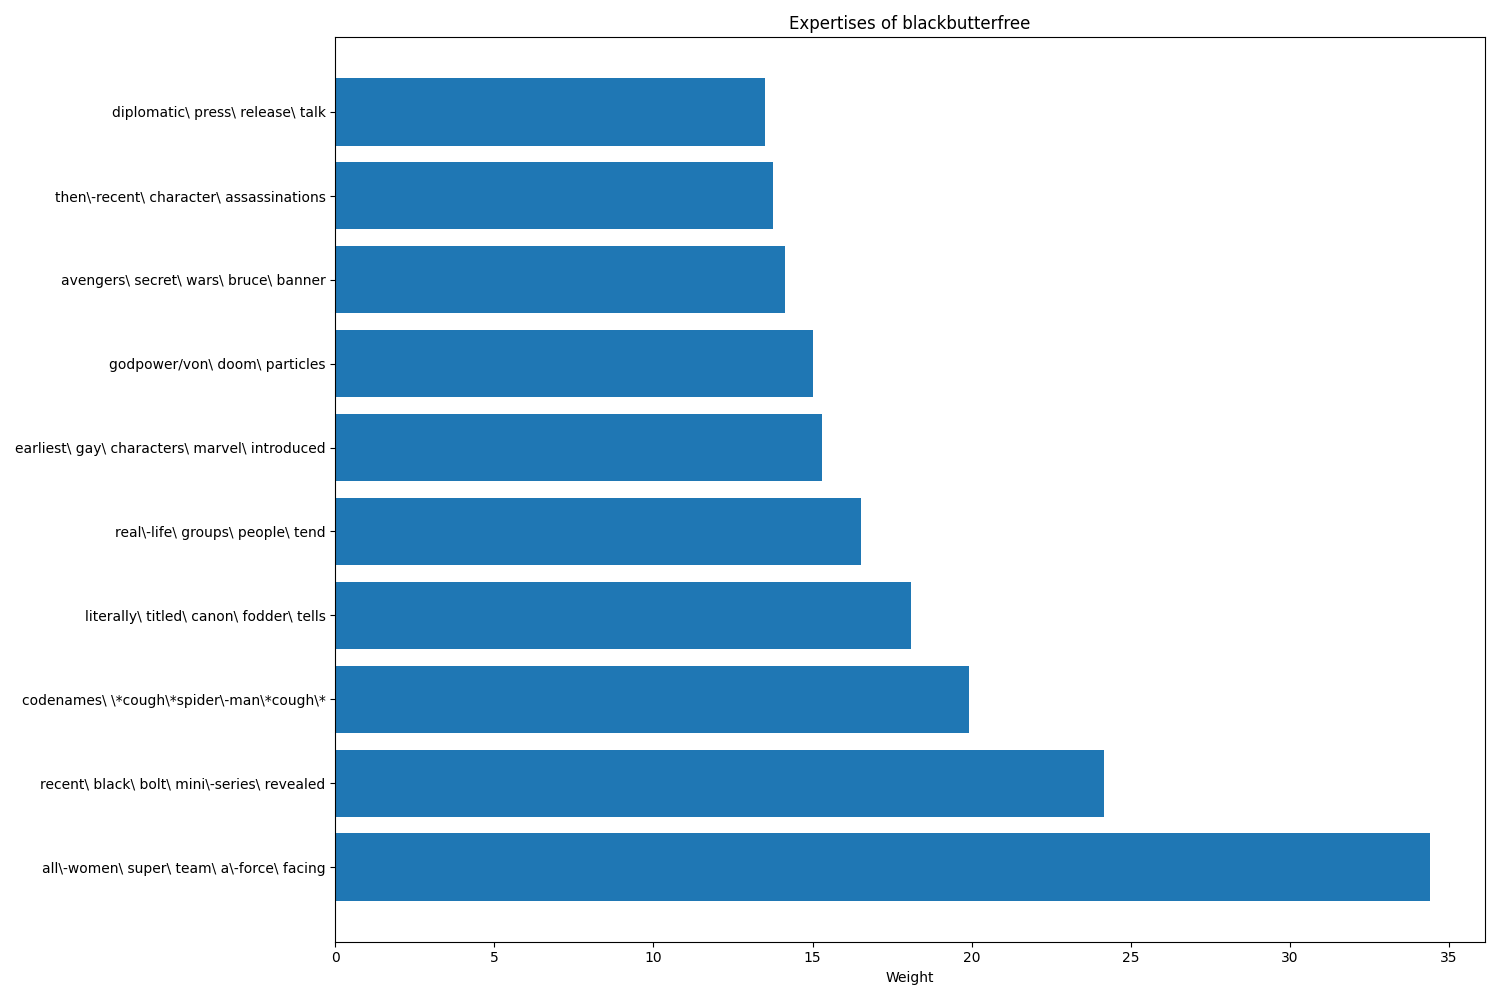 Expertises of blackbutterfree
diplomatic\ press\ release\ talk
then\-recent\ character\ assassinations
avengers\ secret\ wars\ bruce\ banner
godpower/von\ doom\ particles
earliest\ gay\ characters\ marvel\ introduced
real\-life\ groups\ people\ tend
literally\ titled\ canon\ fodder\ tells
codenames\ \*cough\*spider\-man\*cough\*
recent\ black\ bolt\ mini\-series\ revealed
all\-women\ super\ team\ a\-force\ facing
0 5 10 15 20 25 30 35
Weight